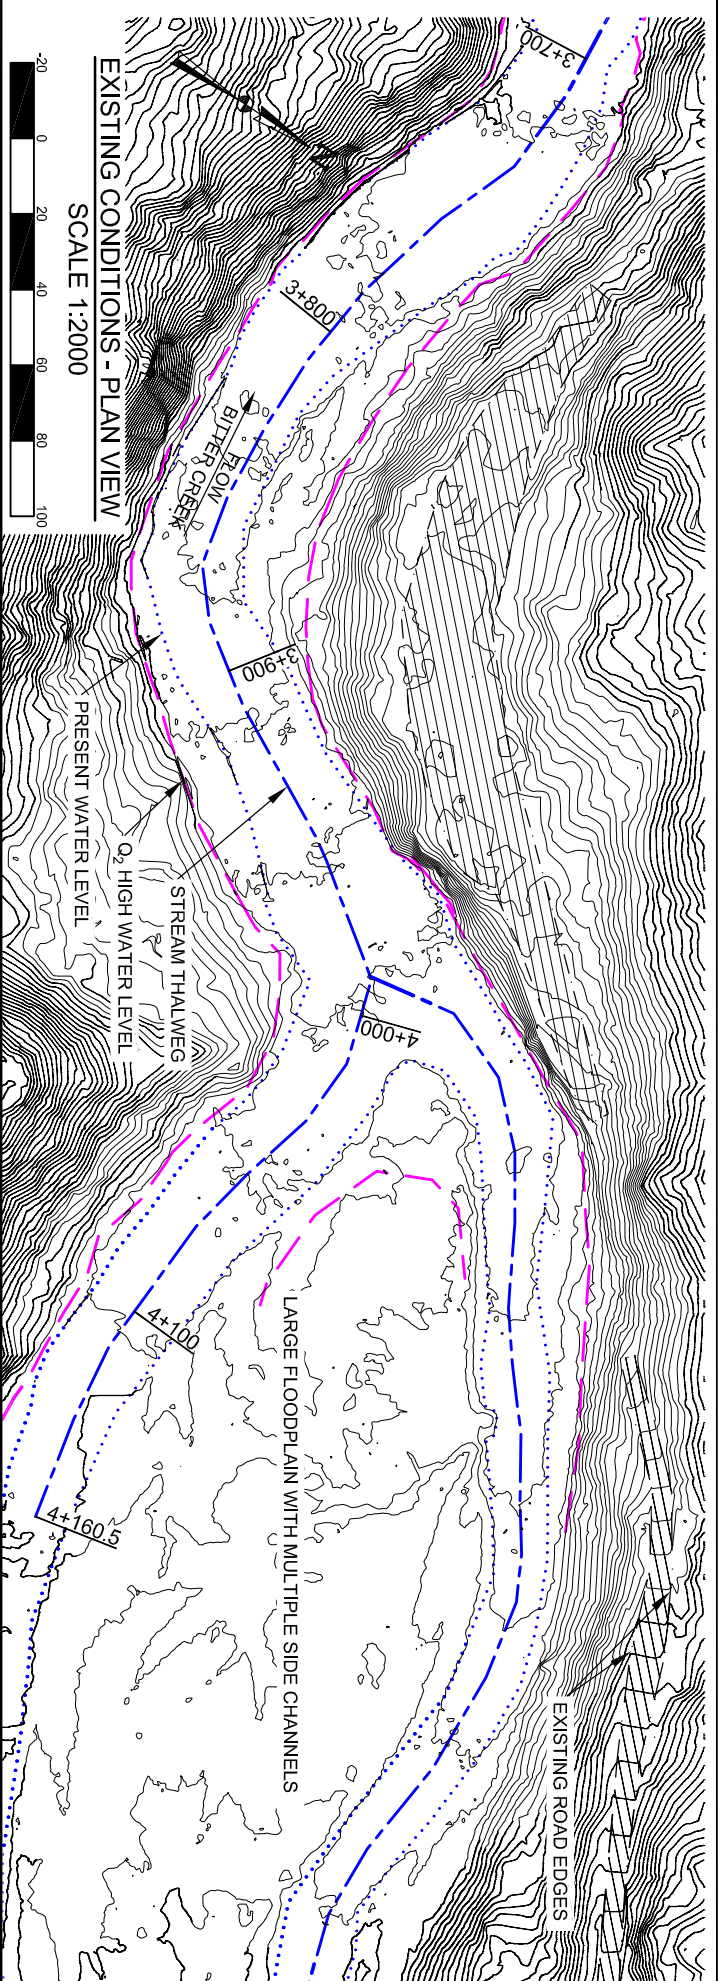 3+700
3+800
FLOW
BITTER CREEK
3+900
4+000
4+100
4+160.5
N
PRESENT WATER LEVEL
Q2 HIGH WATER LEVEL
STREAM THALWEG
LARGE FLOODPLAIN WITH MULTIPLE SIDE CHANNELS
EXISTING ROAD EDGES
EXISTING CONDITIONS - PLAN VIEW
SCALE 1:2000
-20 0 20 40 60 80 100